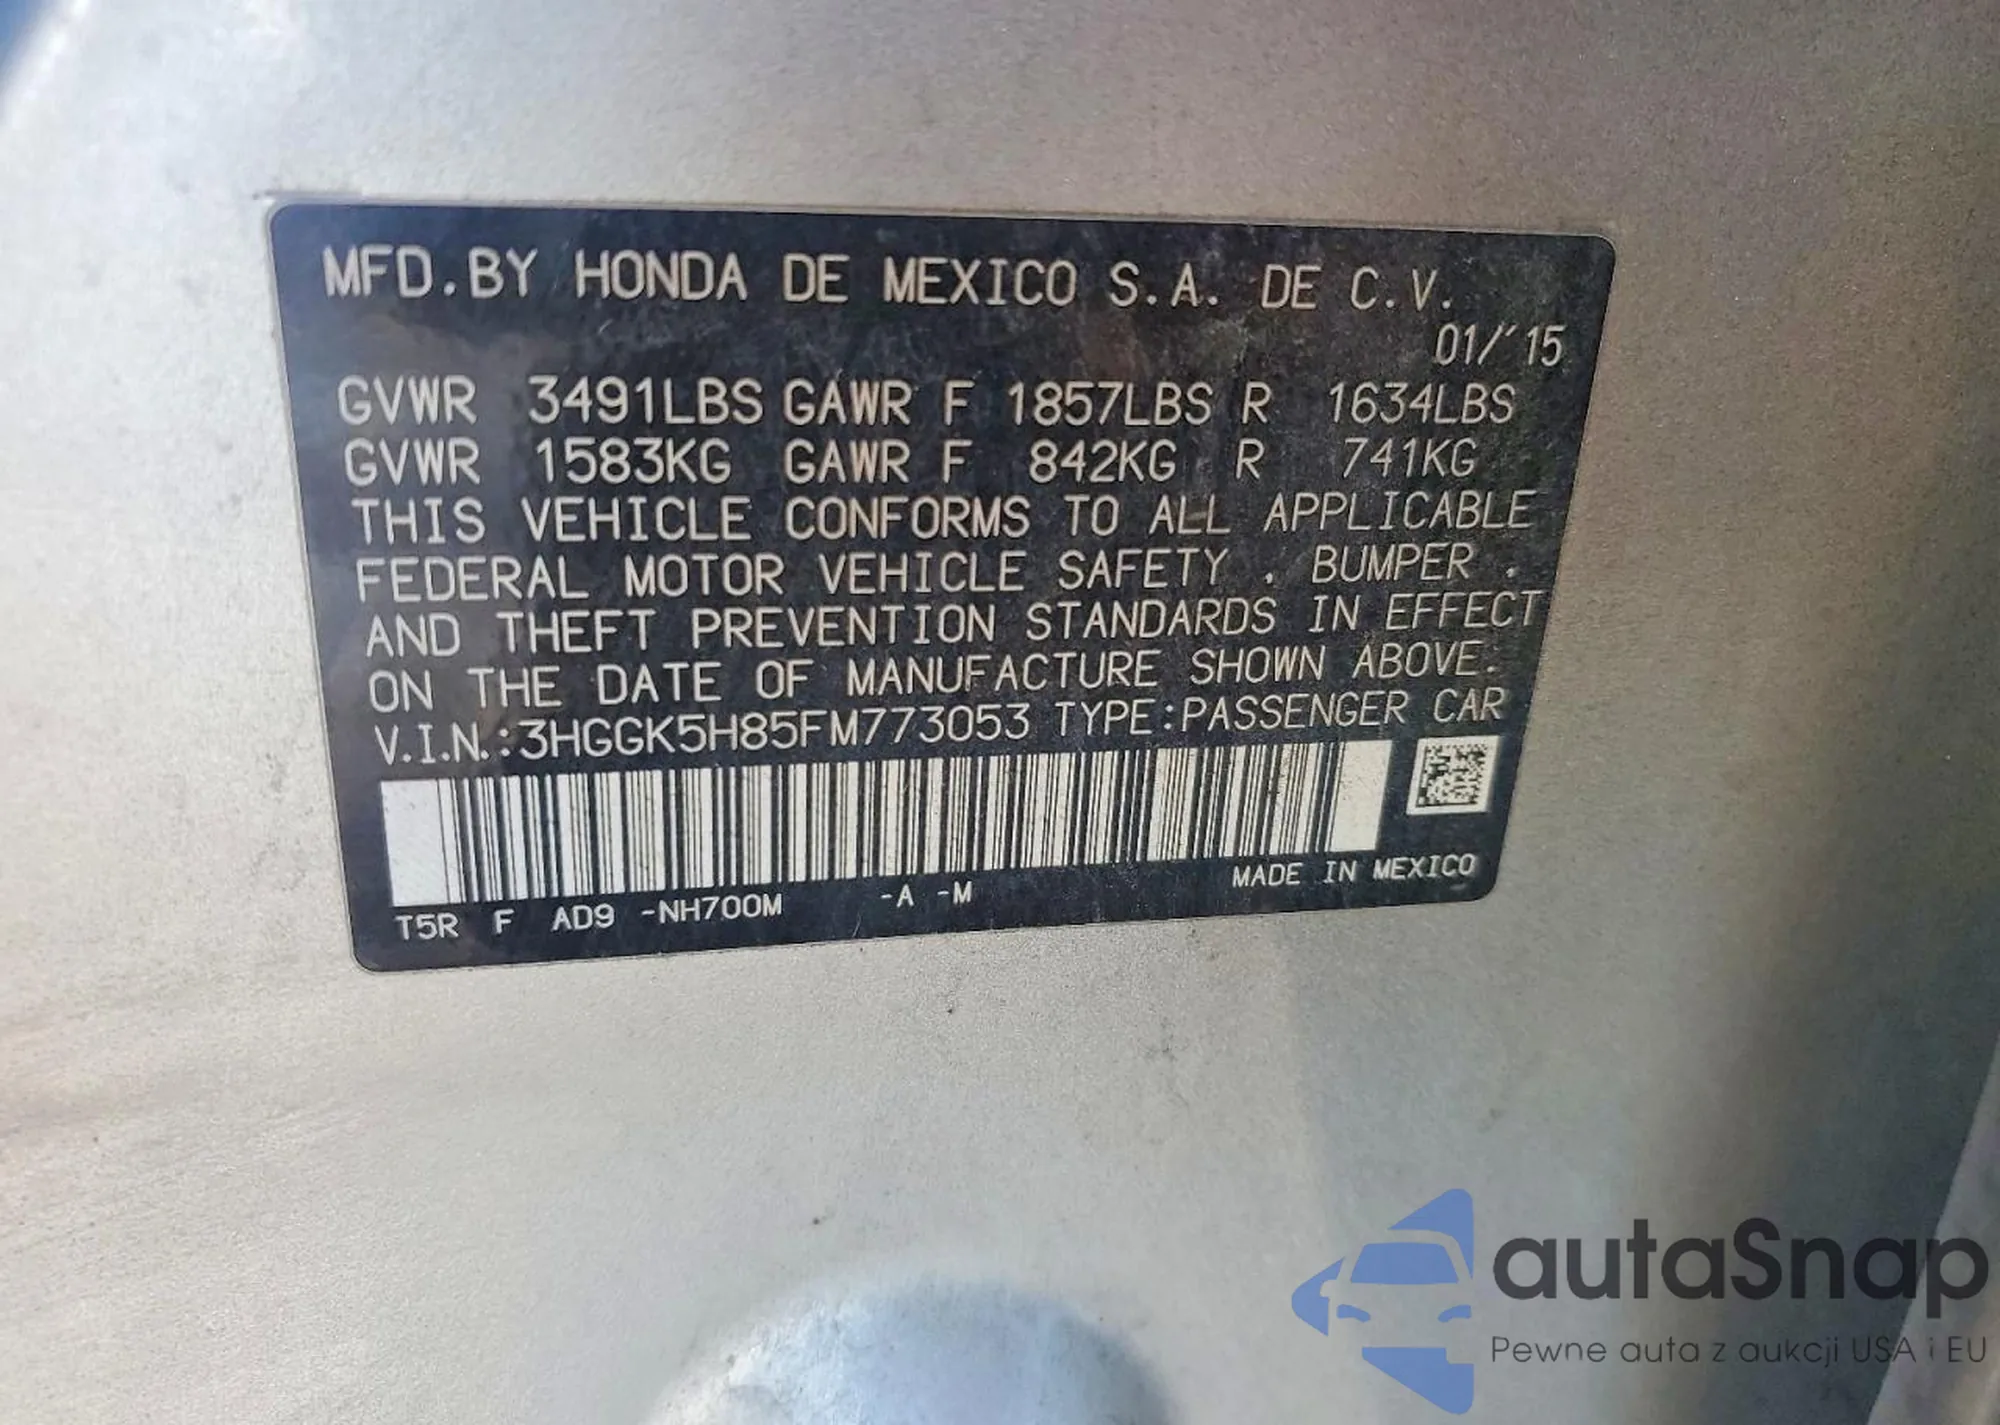 MFD.BY HONDA DE MEXICO S.A. DE C.V.
01/'15
GVWR 3491LBS GAWR F 1857LBS R 1634LBS
GVWR 1583KG GAWR F 842KG R 741KG
THIS VEHICLE CONFORMS TO ALL APPLICABLE
FEDERAL MOTOR VEHICLE SAFETY . BUMPER .
AND THEFT PREVENTION STANDARDS IN EFFECT
ON THE DATE OF MANUFACTURE SHOWN ABOVE.
V.I.N.:3HGGK5H85FM773053 TYPE:PASSENGER CAR
T5R F AD9 -NH700M -A -M MADE IN MEXICO
autaSnap
Pewne auta z aukcji USA i EU